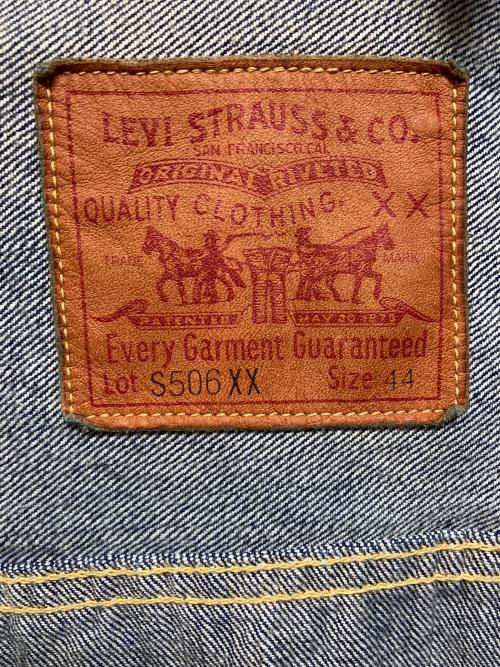 LEVI STRAUSS & CO.
SAN FRANCISCO, CAL.
ORIGINAL RIVETED
QUALITY CLOTHING. XX
TRADE MARK
PATENTED MAY 20 1873
Every Garment Guaranteed
Lot S506XX Size 44